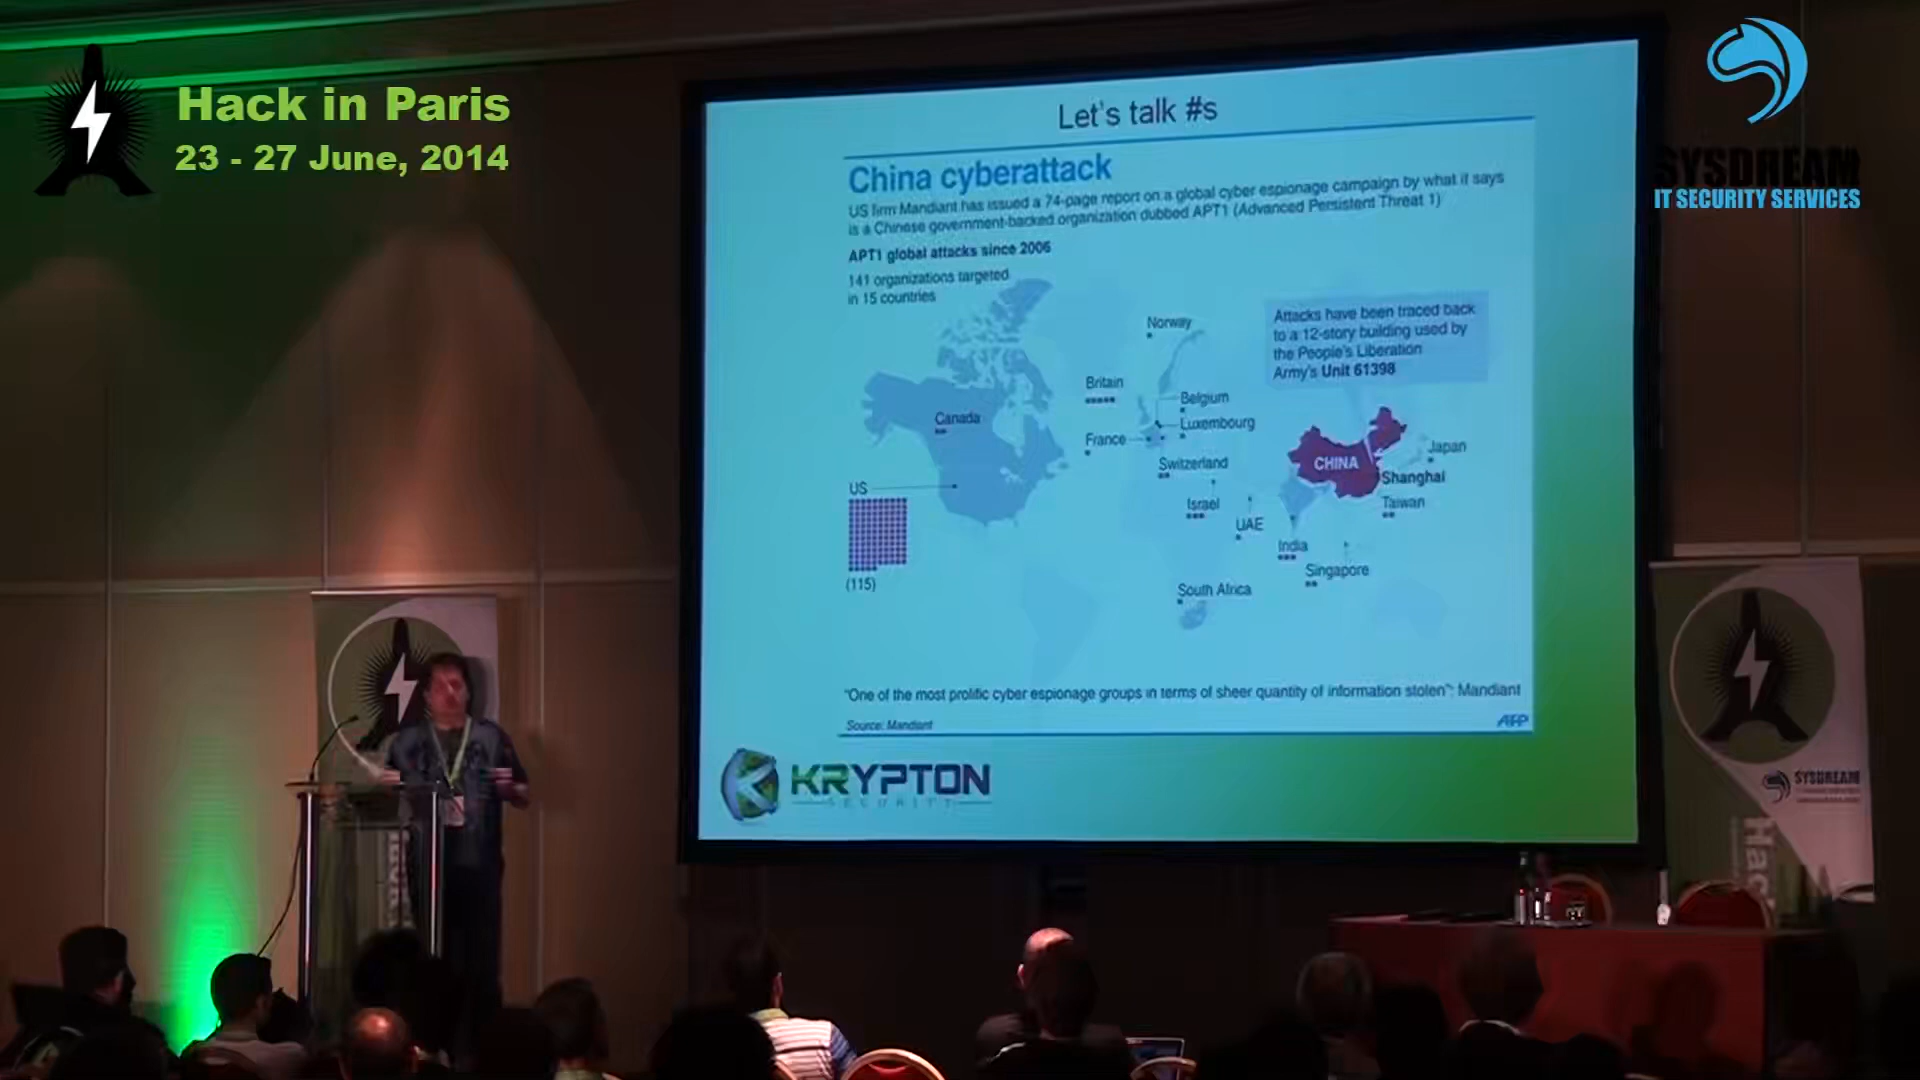 Hack in Paris
23 - 27 June, 2014
SYSDREAM
IT SECURITY SERVICES
Let's talk #s
China cyberattack
US firm Mandiant has issued a 74-page report on a global cyber espionage campaign by what it says
is a Chinese government-backed organization dubbed APT1 (Advanced Persistent Threat 1)
APT1 global attacks since 2006
141 organizations targeted
in 15 countries
Attacks have been traced back
to a 12-story building used by
the People's Liberation
Army's Unit 61398
Norway
Britain
Belgium
Canada
Luxembourg
France
Japan
Switzerland
CHINA
Shanghai
US
Israel
Taiwan
UAE
India
Singapore
(115)
South Africa
"One of the most prolific cyber espionage groups in terms of sheer quantity of information stolen": Mandiant
Source: Mandiant
AFP
KRYPTON
SECURITY
SYSDREAM
Hac